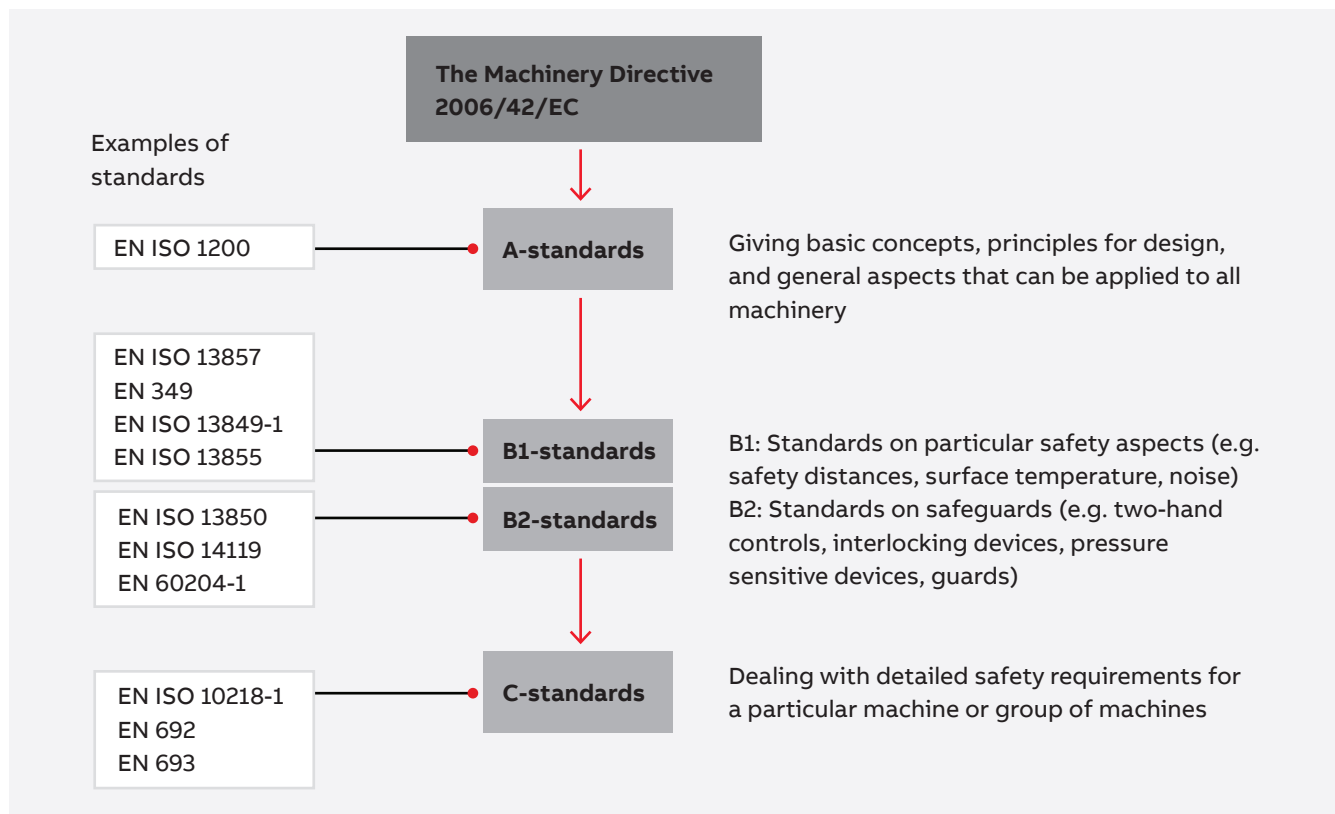 The Machinery Directive
2006/42/EC
Examples of
standards
EN ISO 1200
A-standards
Giving basic concepts, principles for design,
and general aspects that can be applied to all
machinery
EN ISO 13857
EN 349
EN ISO 13849-1
EN ISO 13855
B1-standards
B1: Standards on particular safety aspects (e.g.
safety distances, surface temperature, noise)
EN ISO 13850
EN ISO 14119
EN 60204-1
B2-standards
B2: Standards on safeguards (e.g. two-hand
controls, interlocking devices, pressure
sensitive devices, guards)
EN ISO 10218-1
EN 692
EN 693
C-standards
Dealing with detailed safety requirements for
a particular machine or group of machines